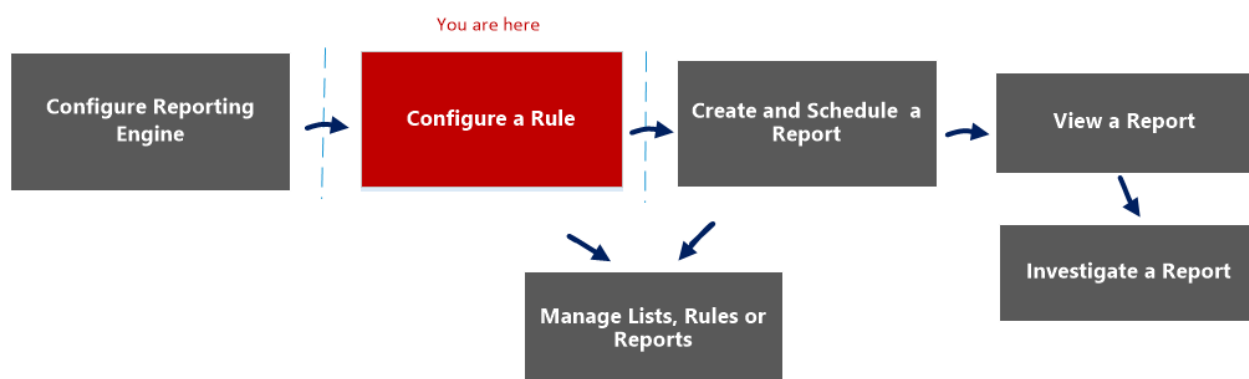 You are here
Configure Reporting
Engine
Configure a Rule
Create and Schedule a
Report
View a Report
Manage Lists, Rules or
Reports
Investigate a Report